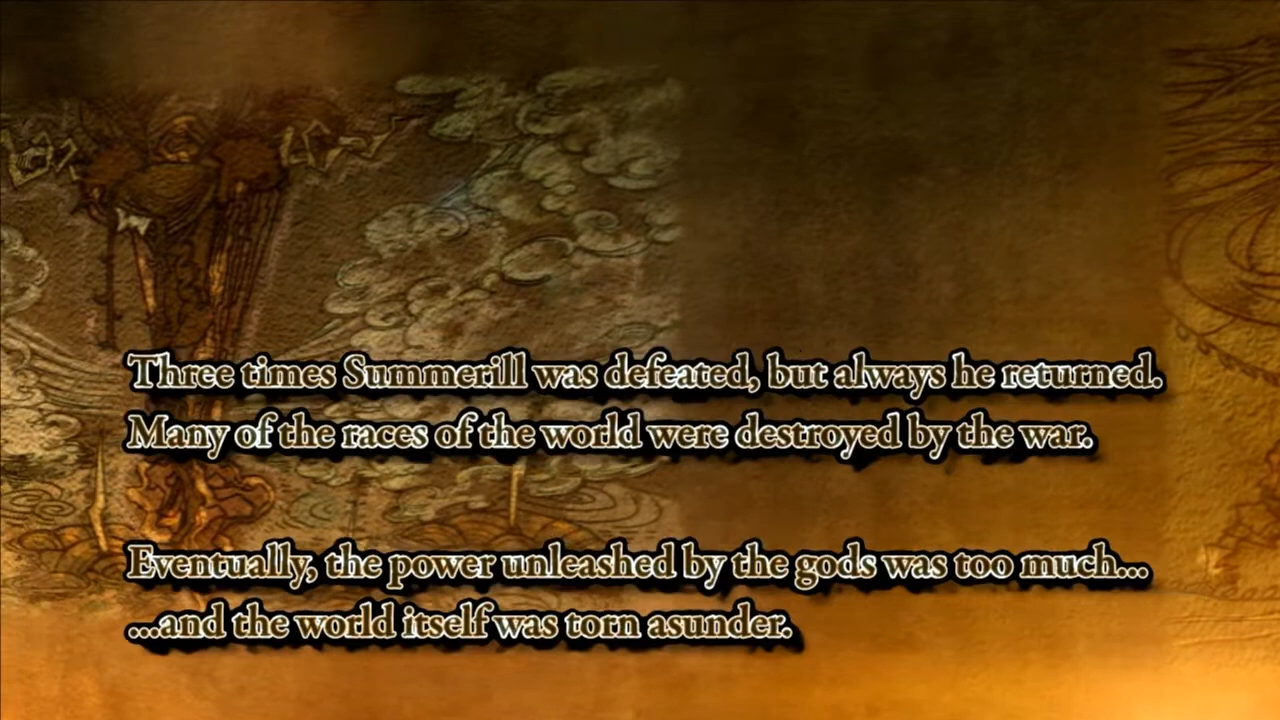 Three times Summerill was defeated, but always he returned.
Many of the races of the world were destroyed by the war.
Eventually, the power unleashed by the gods was too much...
...and the world itself was torn asunder.